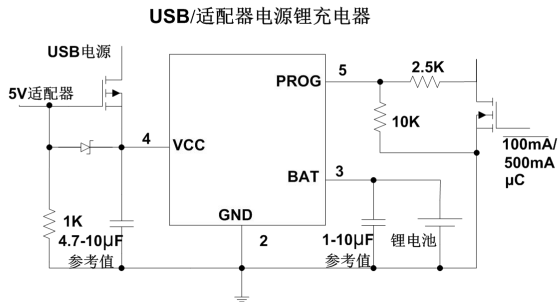 USB/适配器电源锂充电器
USB电源
5V适配器
PROG
5
2.5K
10K
100mA/
500mA
μC
4
VCC
BAT
3
GND
2
1K
4.7-10μF
参考值
1-10μF
参考值
锂电池